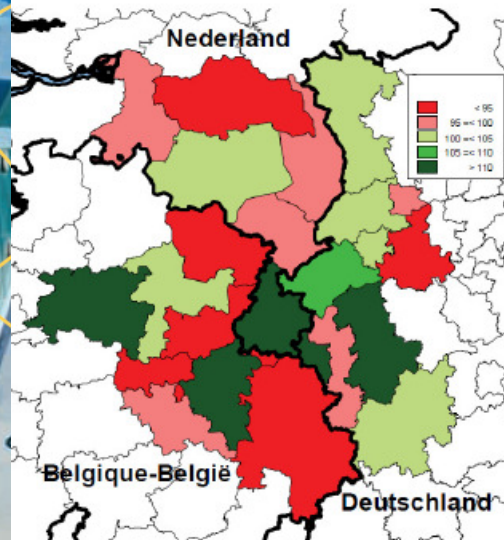 Nederland
< 95
95 =< 100
100 =< 105
105 =< 110
> 110
Belgique-België
Deutschland